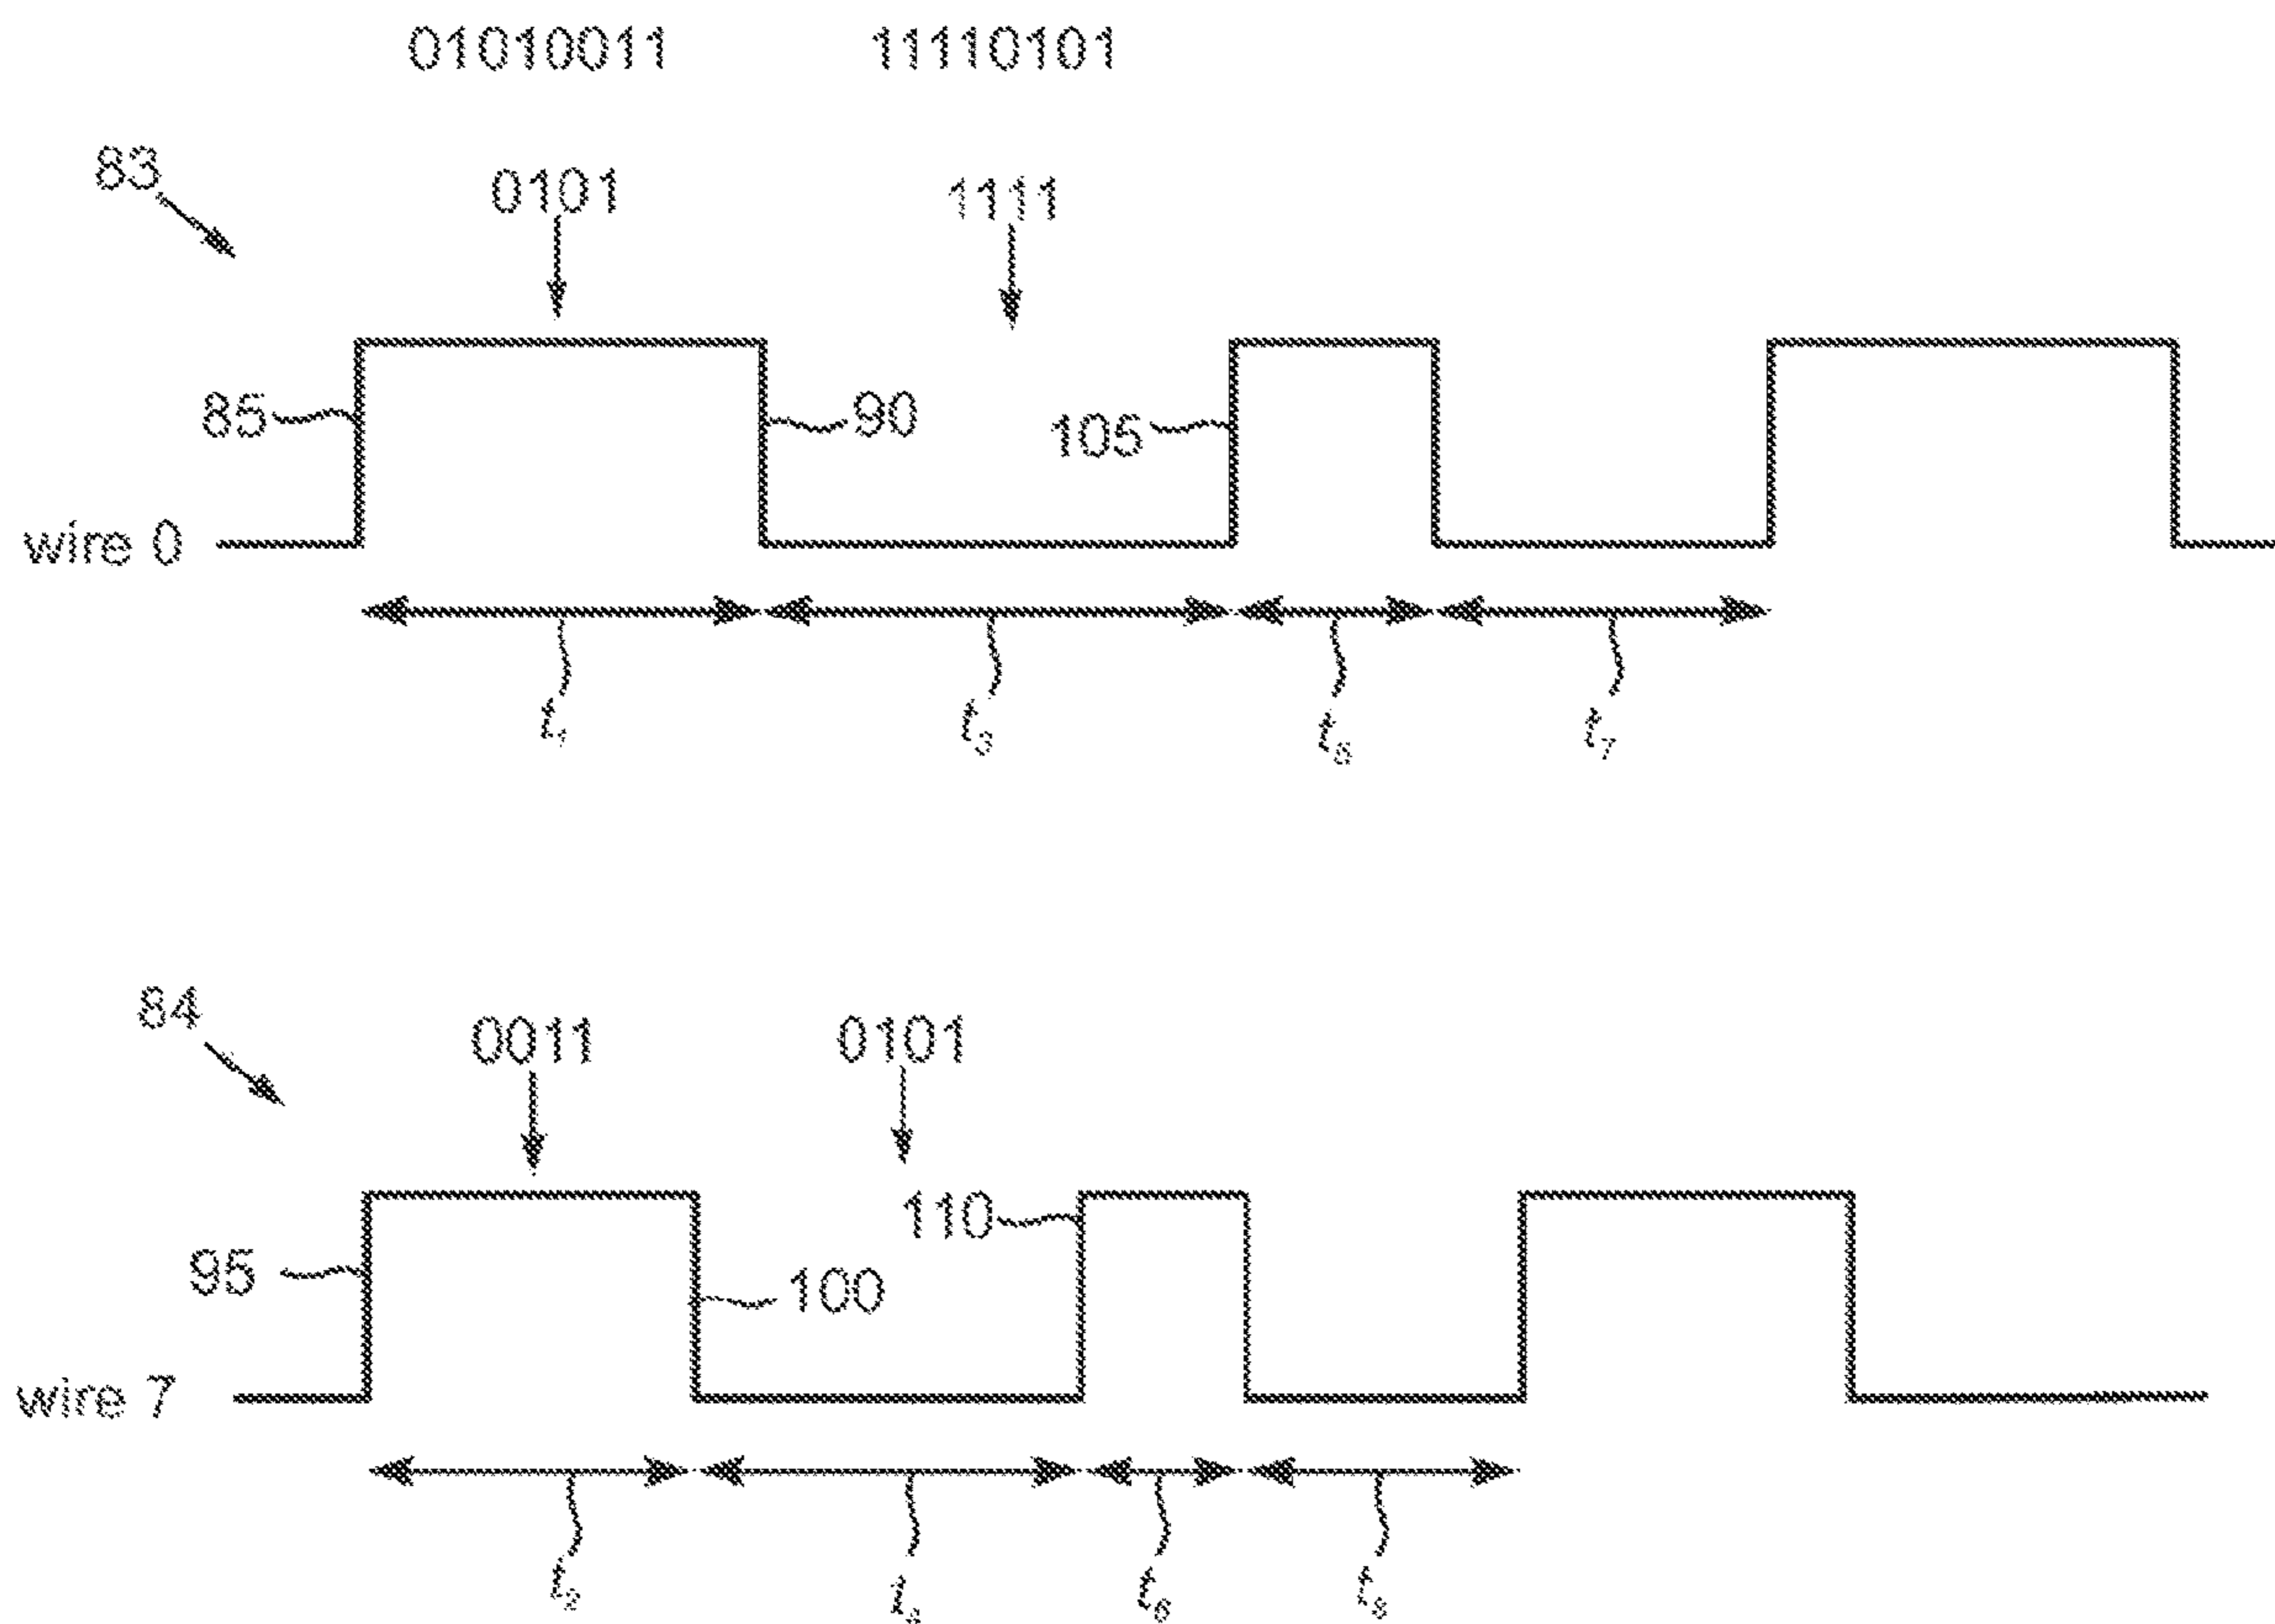 01010011 11110101
83
0101 1111
85 90 105
wire 0
t₁ t₃ t₅ t₇
84
0011 0101
110
95 100
wire 7
t₂ t₄ t₆ t₈